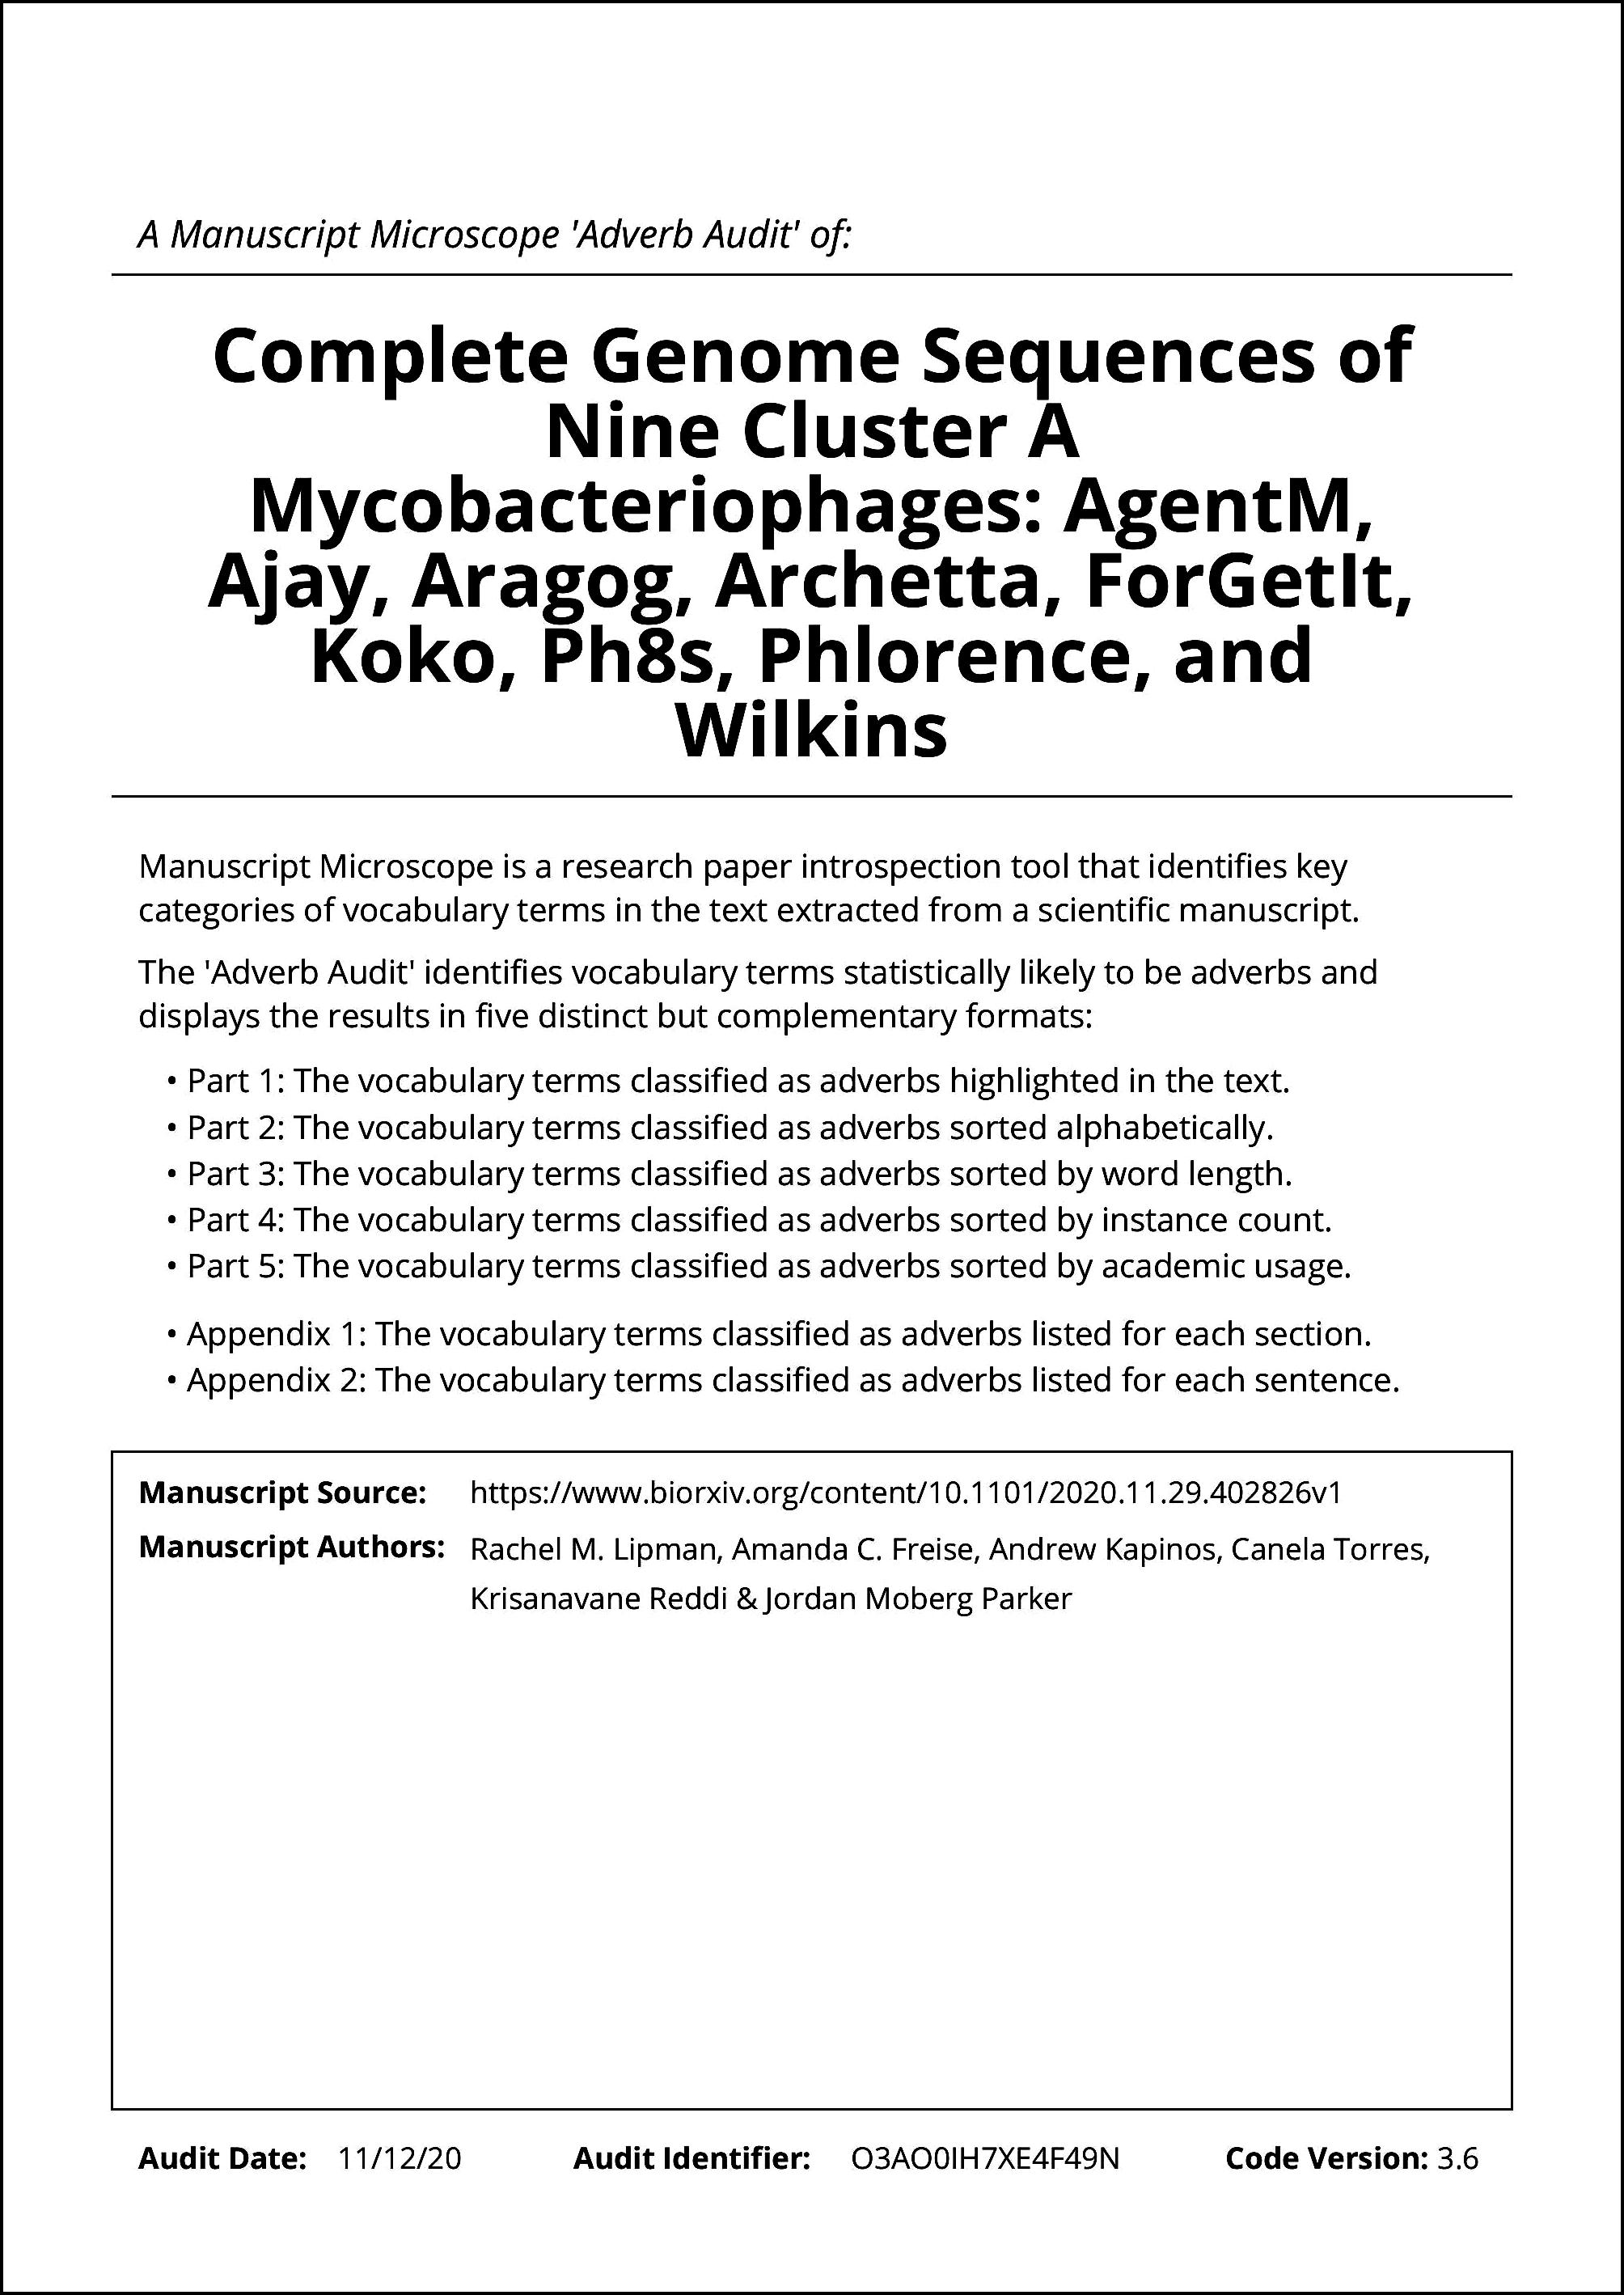 A Manuscript Microscope 'Adverb Audit' of:
Complete Genome Sequences of
Nine Cluster A
Mycobacteriophages: AgentM,
Ajay, Aragog, Archetta, ForGetIt,
Koko, Ph8s, Phlorence, and
Wilkins
Manuscript Microscope is a research paper introspection tool that identifies key
categories of vocabulary terms in the text extracted from a scientific manuscript.
The 'Adverb Audit' identifies vocabulary terms statistically likely to be adverbs and
displays the results in five distinct but complementary formats:
• Part 1: The vocabulary terms classified as adverbs highlighted in the text.
• Part 2: The vocabulary terms classified as adverbs sorted alphabetically.
• Part 3: The vocabulary terms classified as adverbs sorted by word length.
• Part 4: The vocabulary terms classified as adverbs sorted by instance count.
• Part 5: The vocabulary terms classified as adverbs sorted by academic usage.
• Appendix 1: The vocabulary terms classified as adverbs listed for each section.
• Appendix 2: The vocabulary terms classified as adverbs listed for each sentence.
Manuscript Source: https://www.biorxiv.org/content/10.1101/2020.11.29.402826v1
Manuscript Authors: Rachel M. Lipman, Amanda C. Freise, Andrew Kapinos, Canela Torres,
Krisanavane Reddi & Jordan Moberg Parker
Audit Date: 11/12/20 Audit Identifier: O3AO0IH7XE4F49N Code Version: 3.6